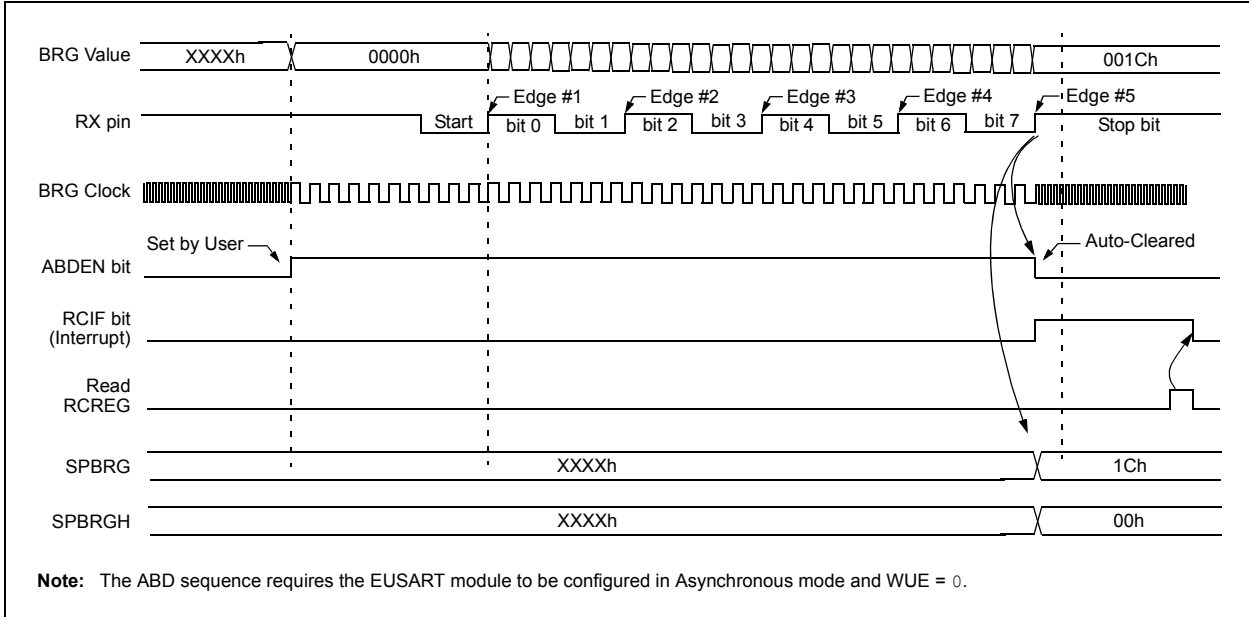 BRG Value XXXXh 0000h 001Ch
Edge #1 Edge #2 Edge #3 Edge #4 Edge #5
RX pin Start bit 0 bit 1 bit 2 bit 3 bit 4 bit 5 bit 6 bit 7 Stop bit
BRG Clock
Set by User Auto-Cleared
ABDEN bit
RCIF bit
(Interrupt)
Read
RCREG
SPBRG XXXXh 1Ch
SPBRGH XXXXh 00h
Note: The ABD sequence requires the EUSART module to be configured in Asynchronous mode and WUE = 0.